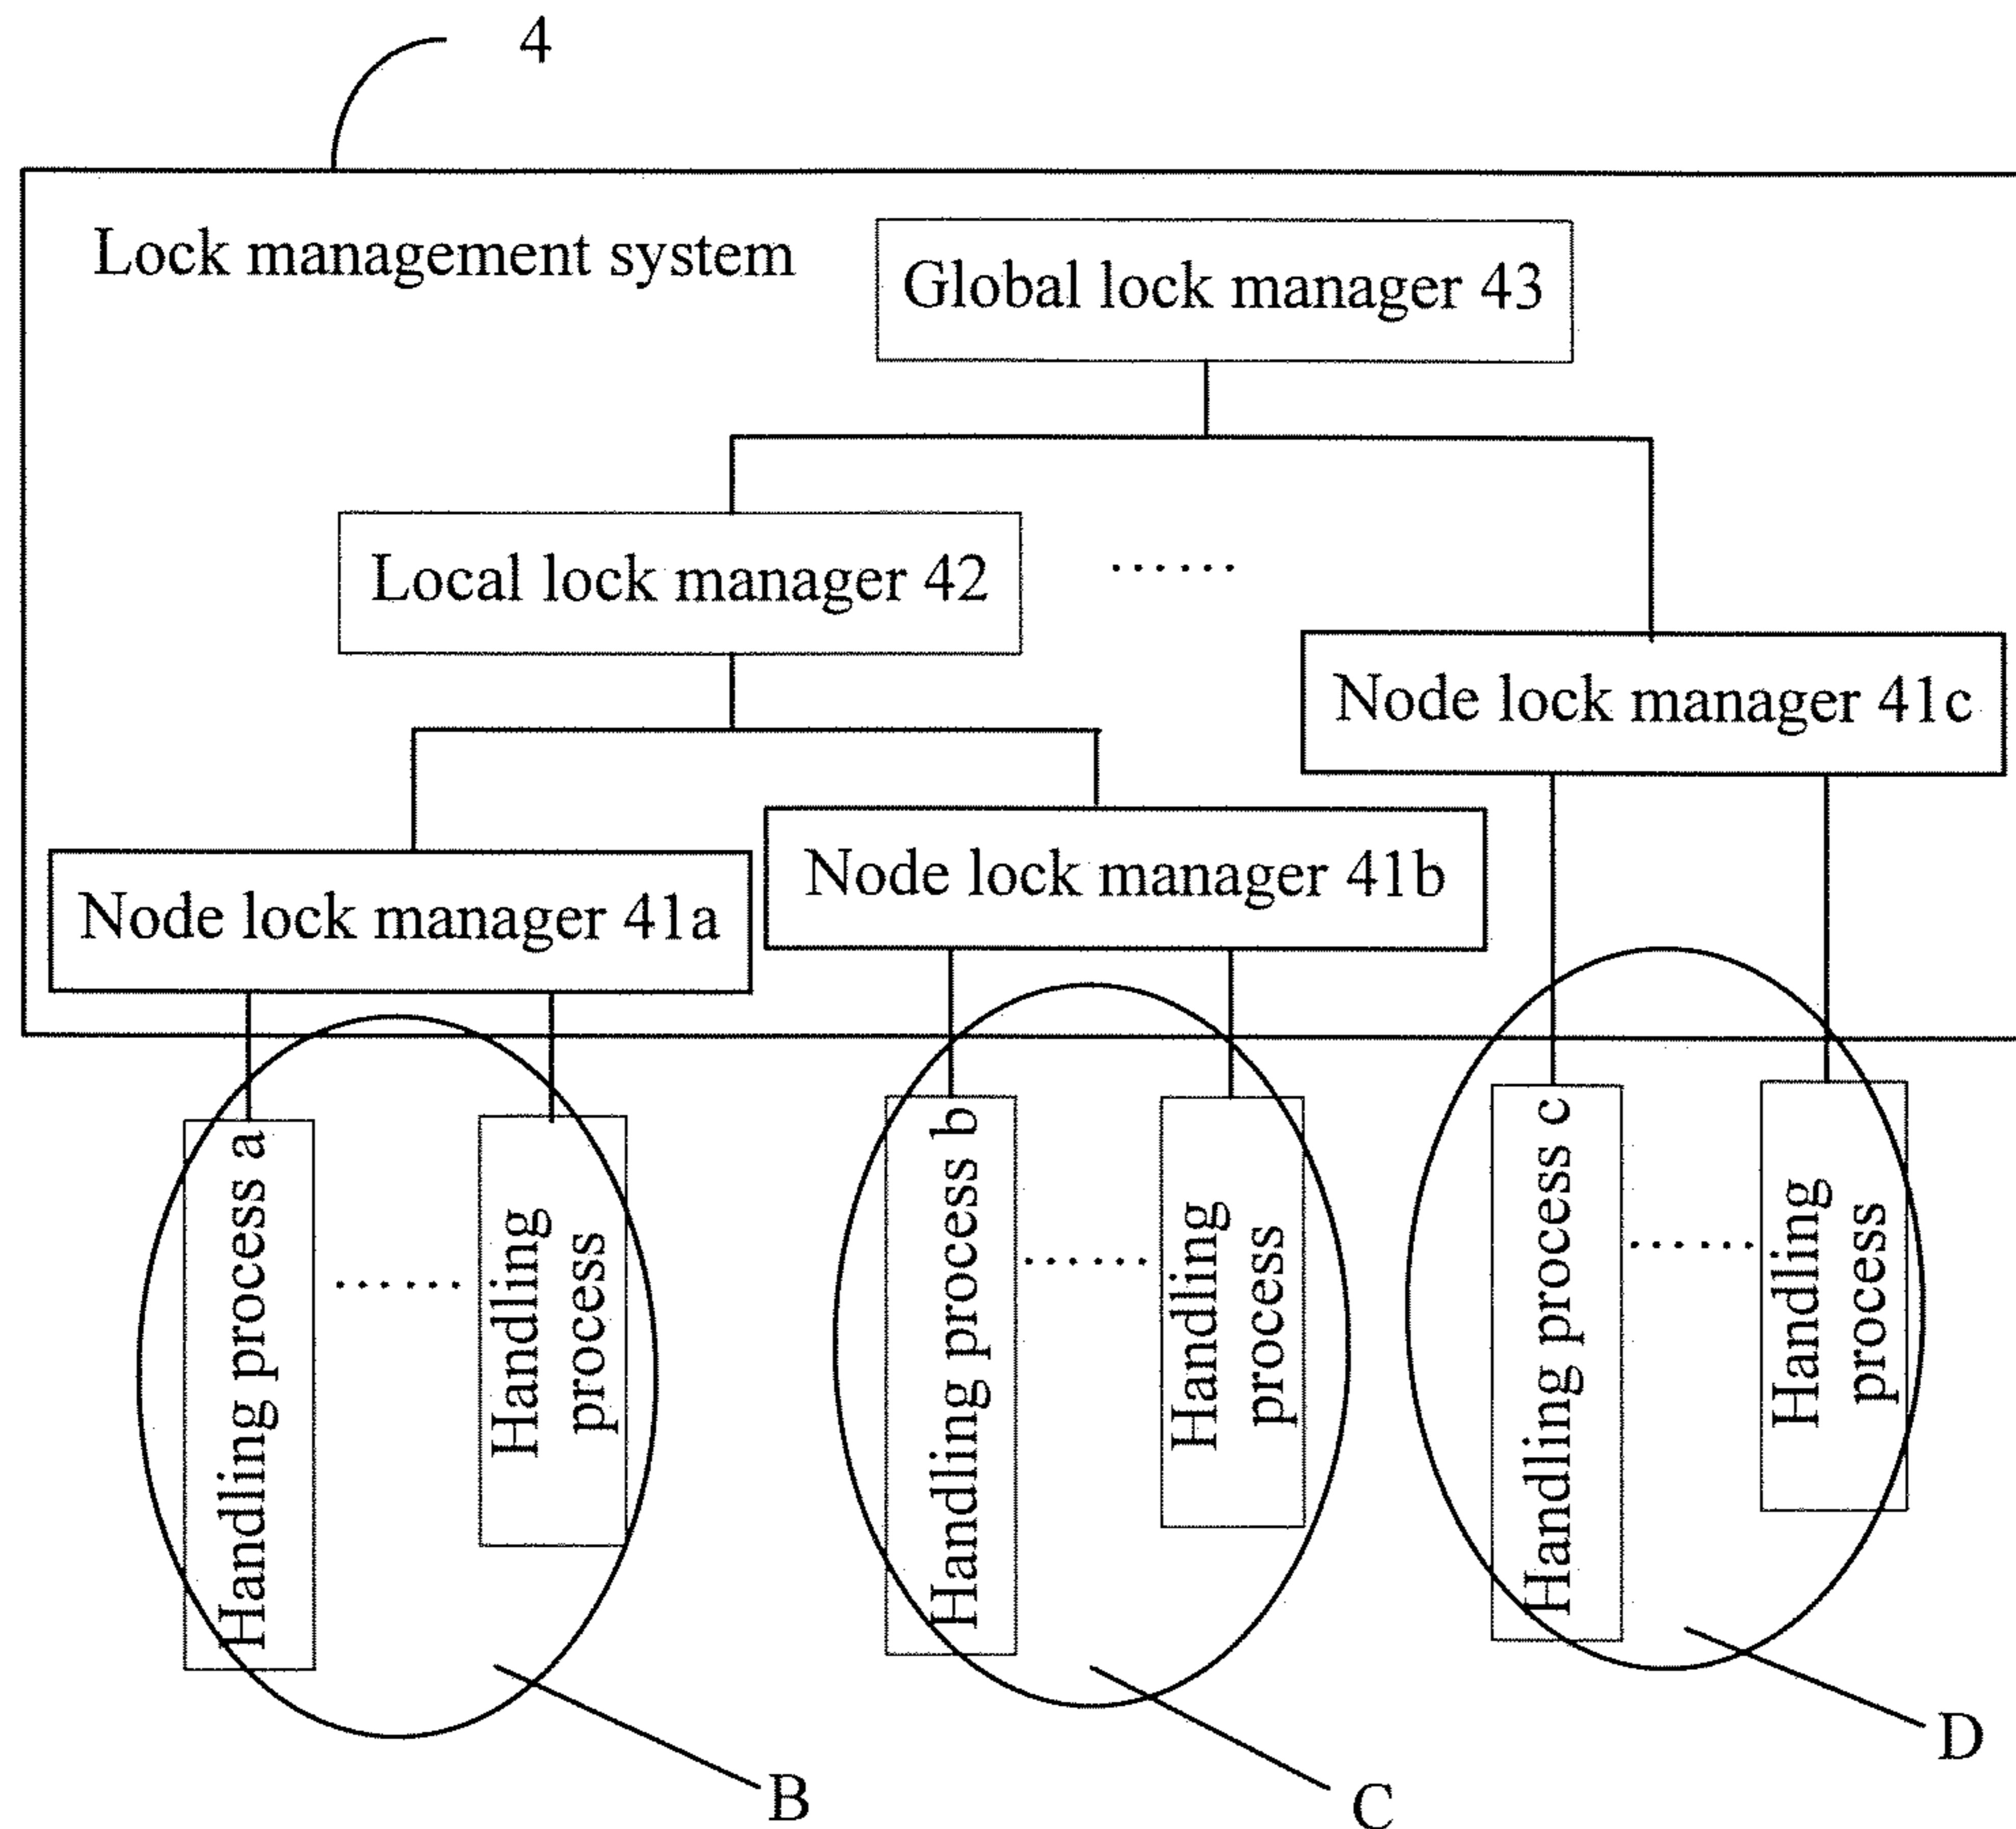 4
Lock management system
Global lock manager 43
Local lock manager 42
......
Node lock manager 41c
Node lock manager 41b
Node lock manager 41a
Handling process a
......
Handling
process
Handling process b
......
Handling
process
Handling process c
......
Handling
process
B
C
D